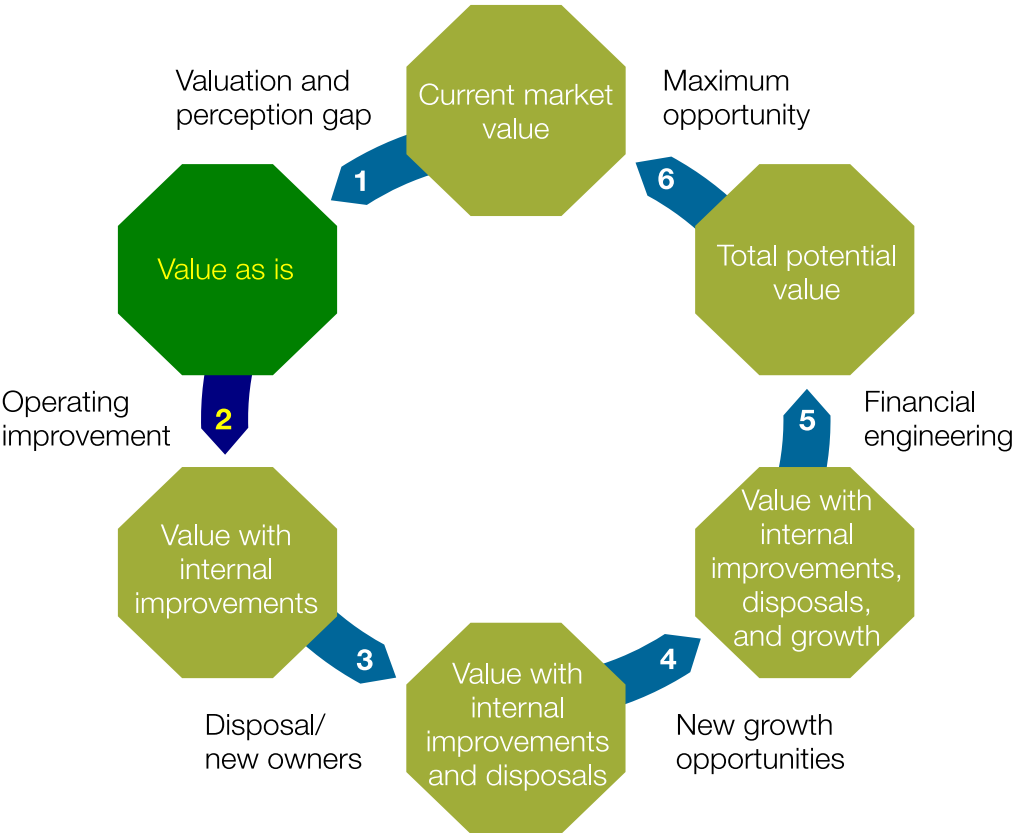 Current market
value
Valuation and
perception gap
1
Value as is
Operating
improvement
2
Value with
internal
improvements
3
Disposal/
new owners
Value with
internal
improvements
and disposals
4
New growth
opportunities
Value with
internal
improvements,
disposals,
and growth
5
Financial
engineering
Total potential
value
6
Maximum
opportunity